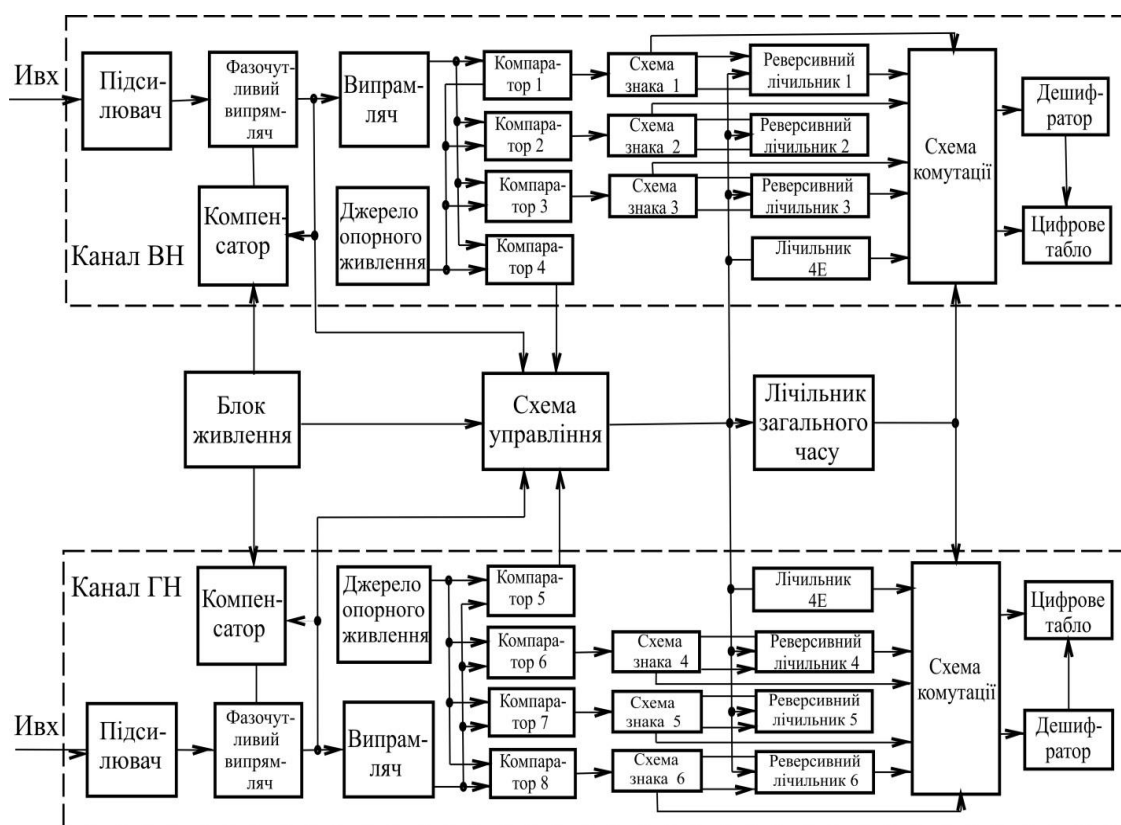 Ивх
Підси-
лювач
Фазочут-
ливий
випрям-
ляч
Випрам-
ляч
Компара-
тор 1
Схема
знака 1
Реверсивний
лічильник 1
Схема
комутації
Дешиф-
ратор
Компара-
тор 2
Схема
знака 2
Реверсивний
лічильник 2
Компара-
тор 3
Схема
знака 3
Реверсивний
лічильник 3
Канал ВН
Компен-
сатор
Джерело
опорного
живлення
Компара-
тор 4
Лічильник
4Е
Цифрове
табло
Блок
живлення
Схема
управління
Лічільник
загального
часу
Канал ГН
Компен-
сатор
Джерело
опорного
живлення
Компара-
тор 5
Лічильник
4Е
Схема
комутації
Цифрове
табло
Компара-
тор 6
Схема
знака 4
Реверсивний
лічильник 4
Ивх
Підси-
лювач
Фазочут-
ливий
випрям-
ляч
Випрам-
ляч
Компара-
тор 7
Схема
знака 5
Реверсивний
лічильник 5
Дешиф-
ратор
Компара-
тор 8
Схема
знака 6
Реверсивний
лічильник 6